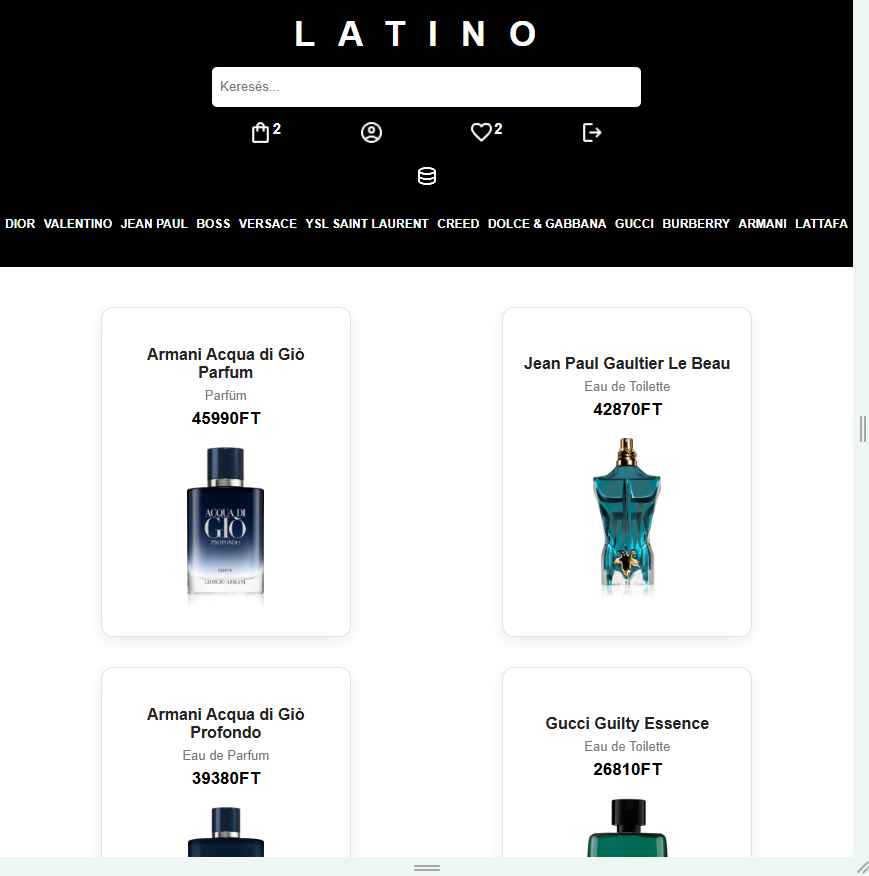 LATINO
Keresés...
2
2
DIOR VALENTINO JEAN PAUL BOSS VERSACE YSL SAINT LAURENT CREED DOLCE & GABBANA GUCCI BURBERRY ARMANI LATTAFA
Armani Acqua di Giò
Parfum
Parfüm
45990FT
ACQUA DI
GIÒ
PROFONDO
PARFUM
GIORGIO ARMANI
Jean Paul Gaultier Le Beau
Eau de Toilette
42870FT
Armani Acqua di Giò
Profondo
Eau de Parfum
39380FT
Gucci Guilty Essence
Eau de Toilette
26810FT